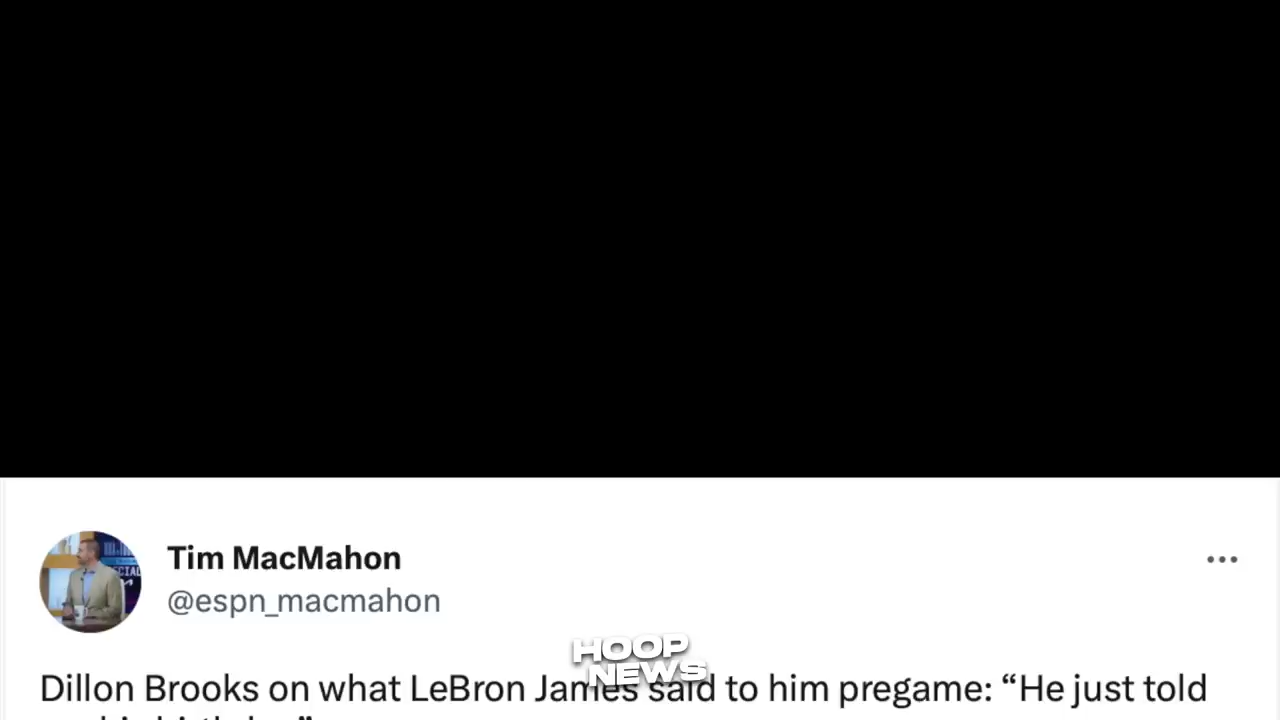 Tim MacMahon
@espn_macmahon
HOOP
NEWS
Dillon Brooks on what LeBron James said to him pregame: “He just told